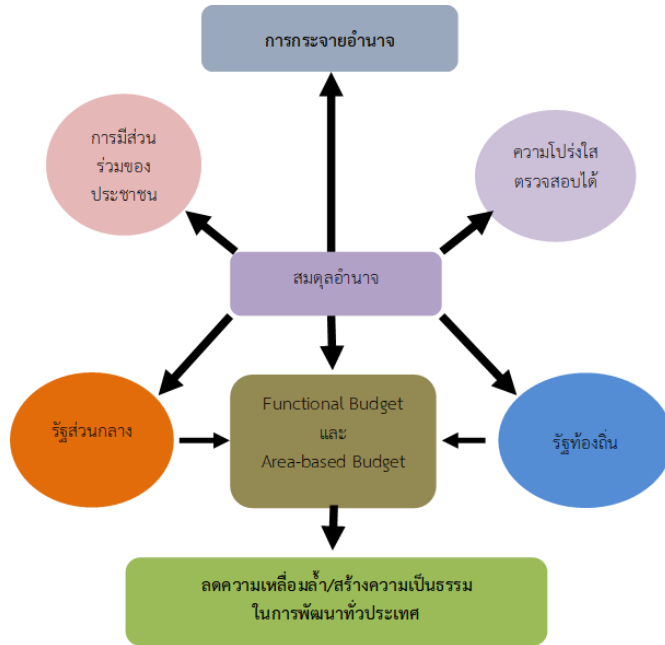 การกระจายอำนาจ
การมีส่วน
ร่วมของ
ประชาชน
ความโปร่งใส
ตรวจสอบได้
สมดุลอำนาจ
รัฐส่วนกลาง
Functional Budget
และ
Area-based Budget
รัฐท้องถิ่น
ลดความเหลื่อมล้ำ/สร้างความเป็นธรรม
ในการพัฒนาทั่วประเทศ